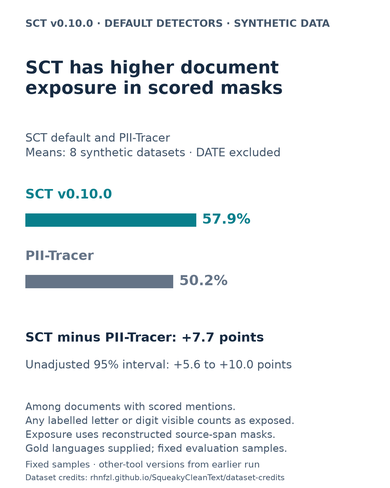 SCT v0.10.0 · DEFAULT DETECTORS · SYNTHETIC DATA
SCT has higher document
exposure in scored masks
SCT default and PII-Tracer
Means: 8 synthetic datasets · DATE excluded
SCT v0.10.0
57.9%
PII-Tracer
50.2%
SCT minus PII-Tracer: +7.7 points
Unadjusted 95% interval: +5.6 to +10.0 points
Among documents with scored mentions.
Any labelled letter or digit visible counts as exposed.
Exposure uses reconstructed source-span masks.
Gold languages supplied; fixed evaluation samples.
Fixed samples · other-tool versions from earlier run
Dataset credits: rhnfzl.github.io/SqueakyCleanText/dataset-credits